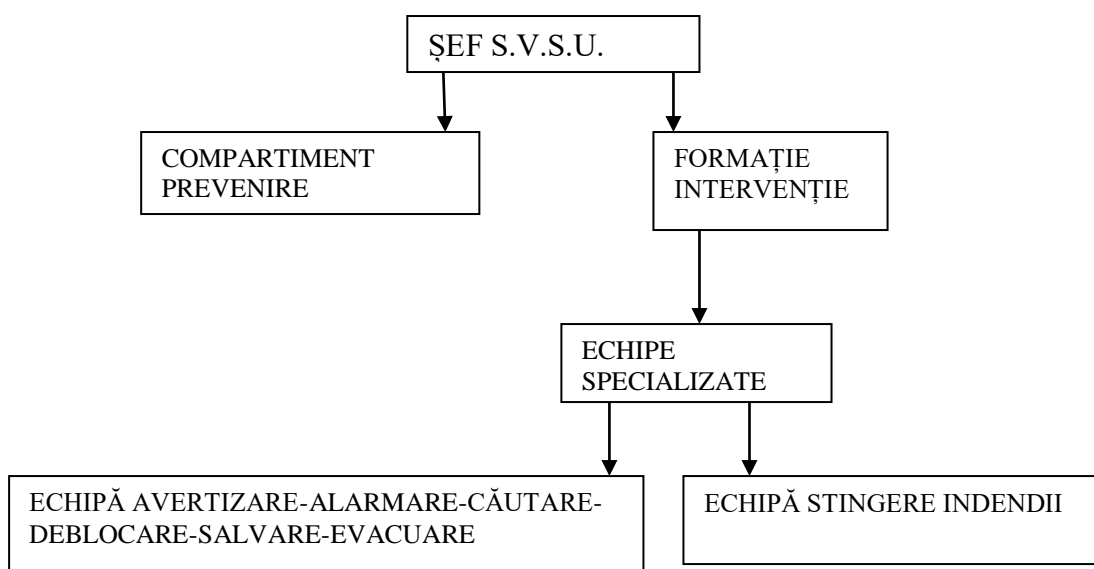 ȘEF S.V.S.U.
COMPARTIMENT
PREVENIRE
FORMAȚIE
INTERVENȚIE
ECHIPE
SPECIALIZATE
ECHIPĂ AVERTIZARE-ALARMARE-CĂUTARE-
DEBLOCARE-SALVARE-EVACUARE
ECHIPĂ STINGERE INDENDII